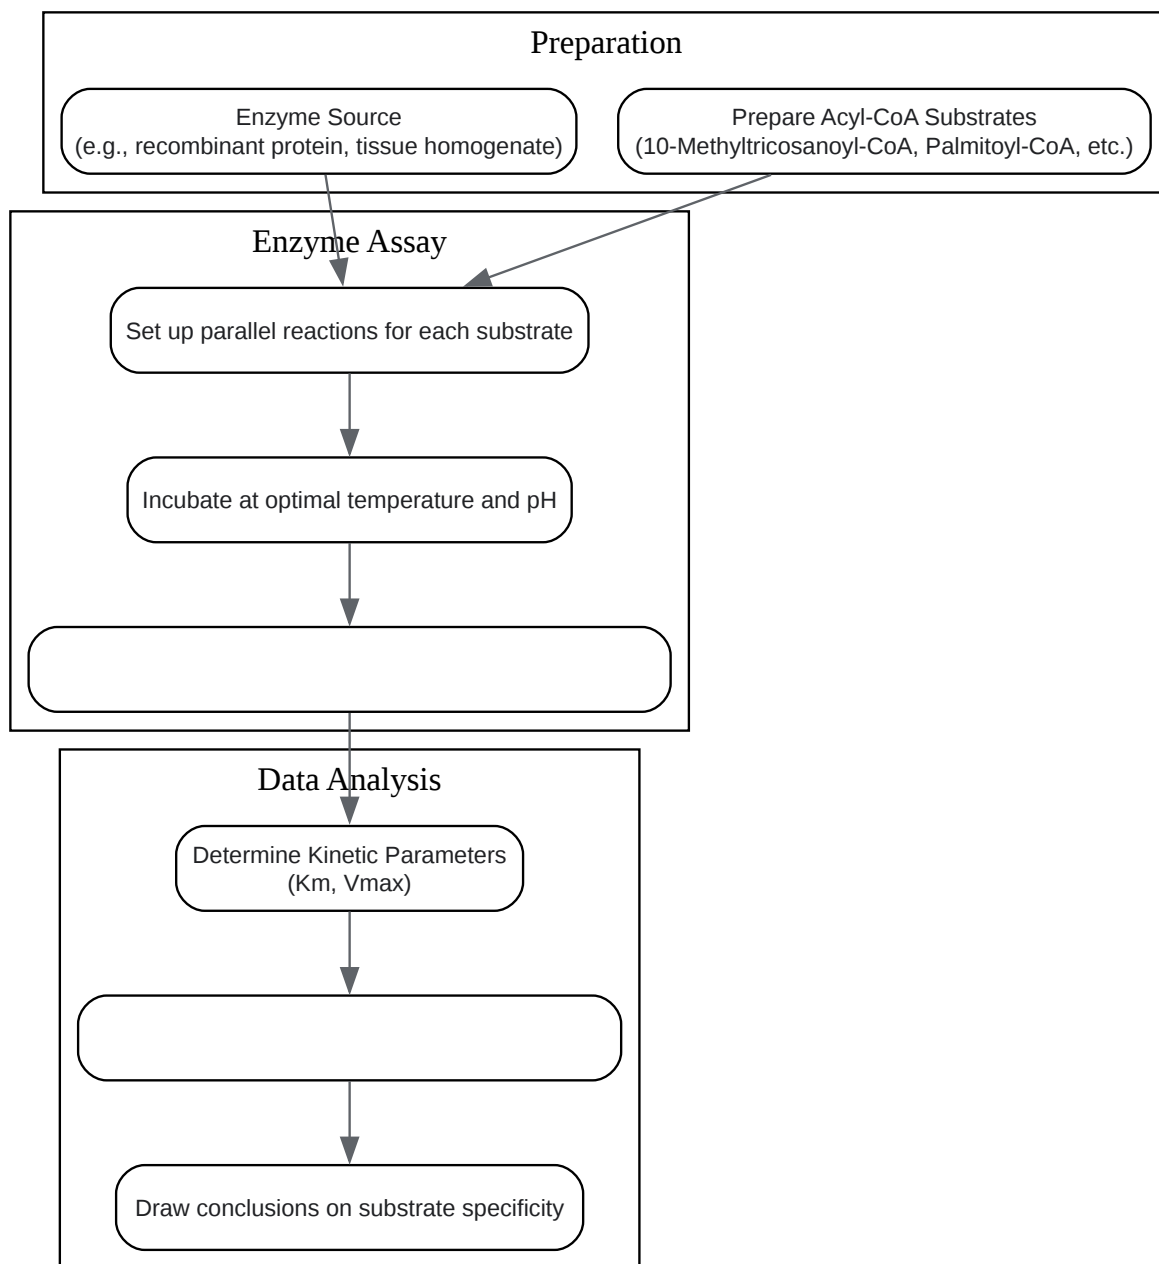 Preparation
Enzyme Source
(e.g., recombinant protein, tissue homogenate)
Prepare Acyl-CoA Substrates
(10-Methyltricosanoyl-CoA, Palmitoyl-CoA, etc.)
Enzyme Assay
Set up parallel reactions for each substrate
Incubate at optimal temperature and pH
Data Analysis
Determine Kinetic Parameters
(Km, Vmax)
Draw conclusions on substrate specificity